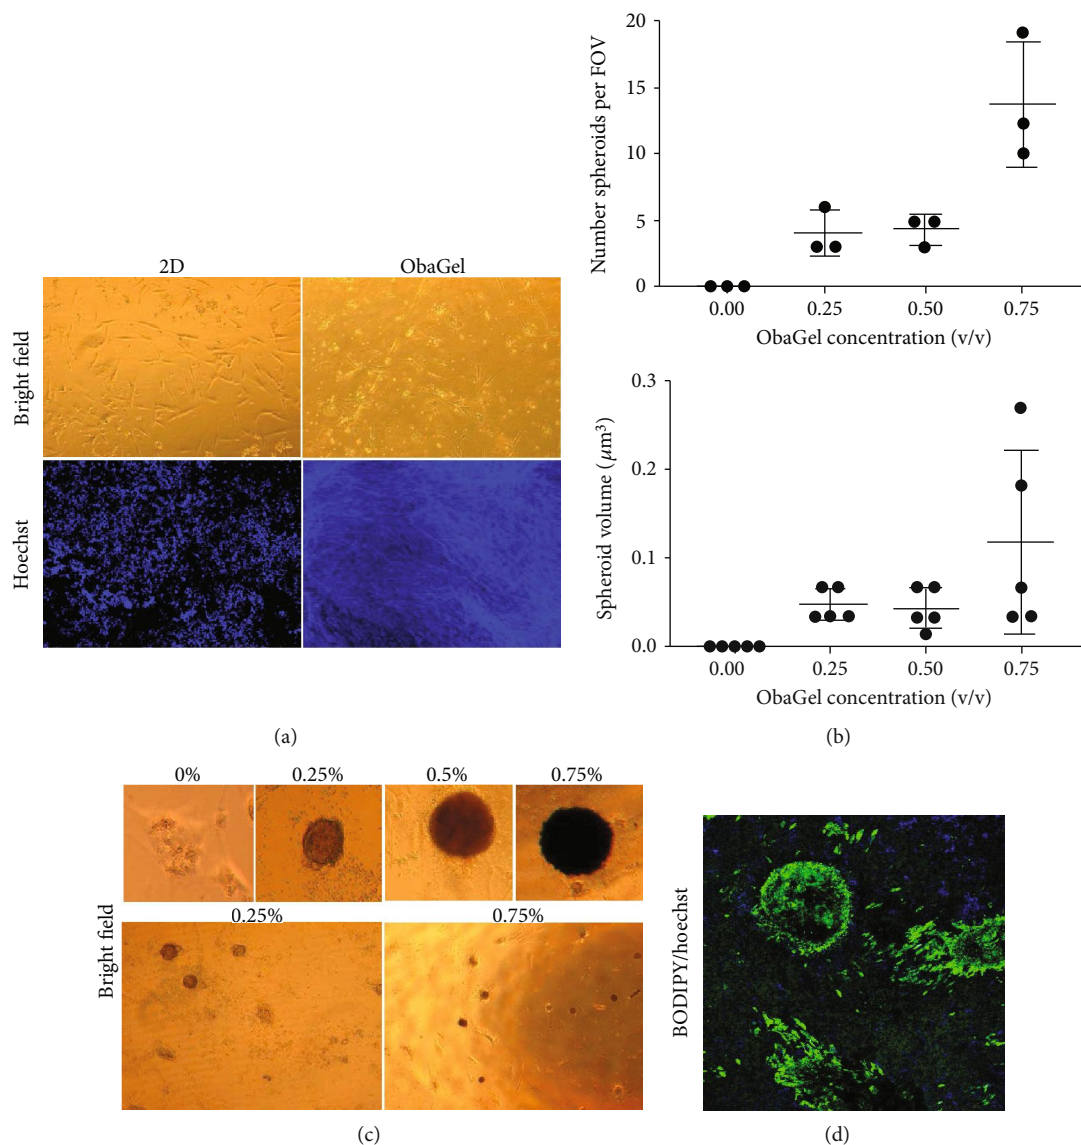 2D
ObaGel
Bright field
Hoechst
(a)
Number spheroids per FOV
20
15
10
5
0
0.00
0.25
0.50
0.75
ObaGel concentration (v/v)
Spheroid volume (μm³)
0.3
0.2
0.1
0.0
0.00
0.25
0.50
0.75
ObaGel concentration (v/v)
(b)
0%
0.25%
0.5%
0.75%
Bright field
0.25%
0.75%
(c)
BODIPY/hoechst
(d)